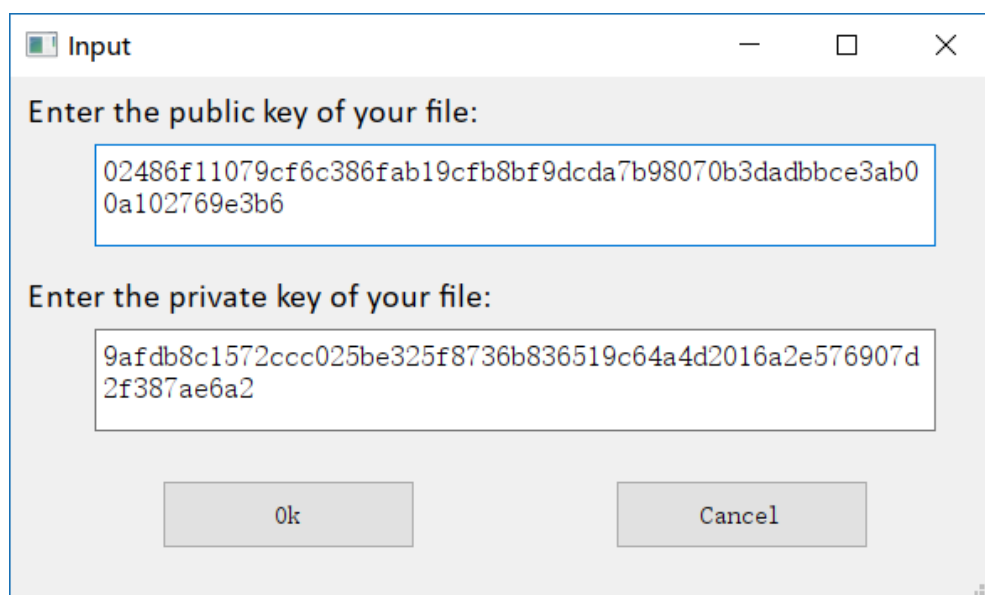 Input
Enter the public key of your file:
02486f11079cf6c386fab19cfb8bf9dcda7b98070b3dadbbce3ab0
0a102769e3b6
Enter the private key of your file:
9afdb8c1572ccc025be325f8736b836519c64a4d2016a2e576907d
2f387ae6a2
Ok
Cancel